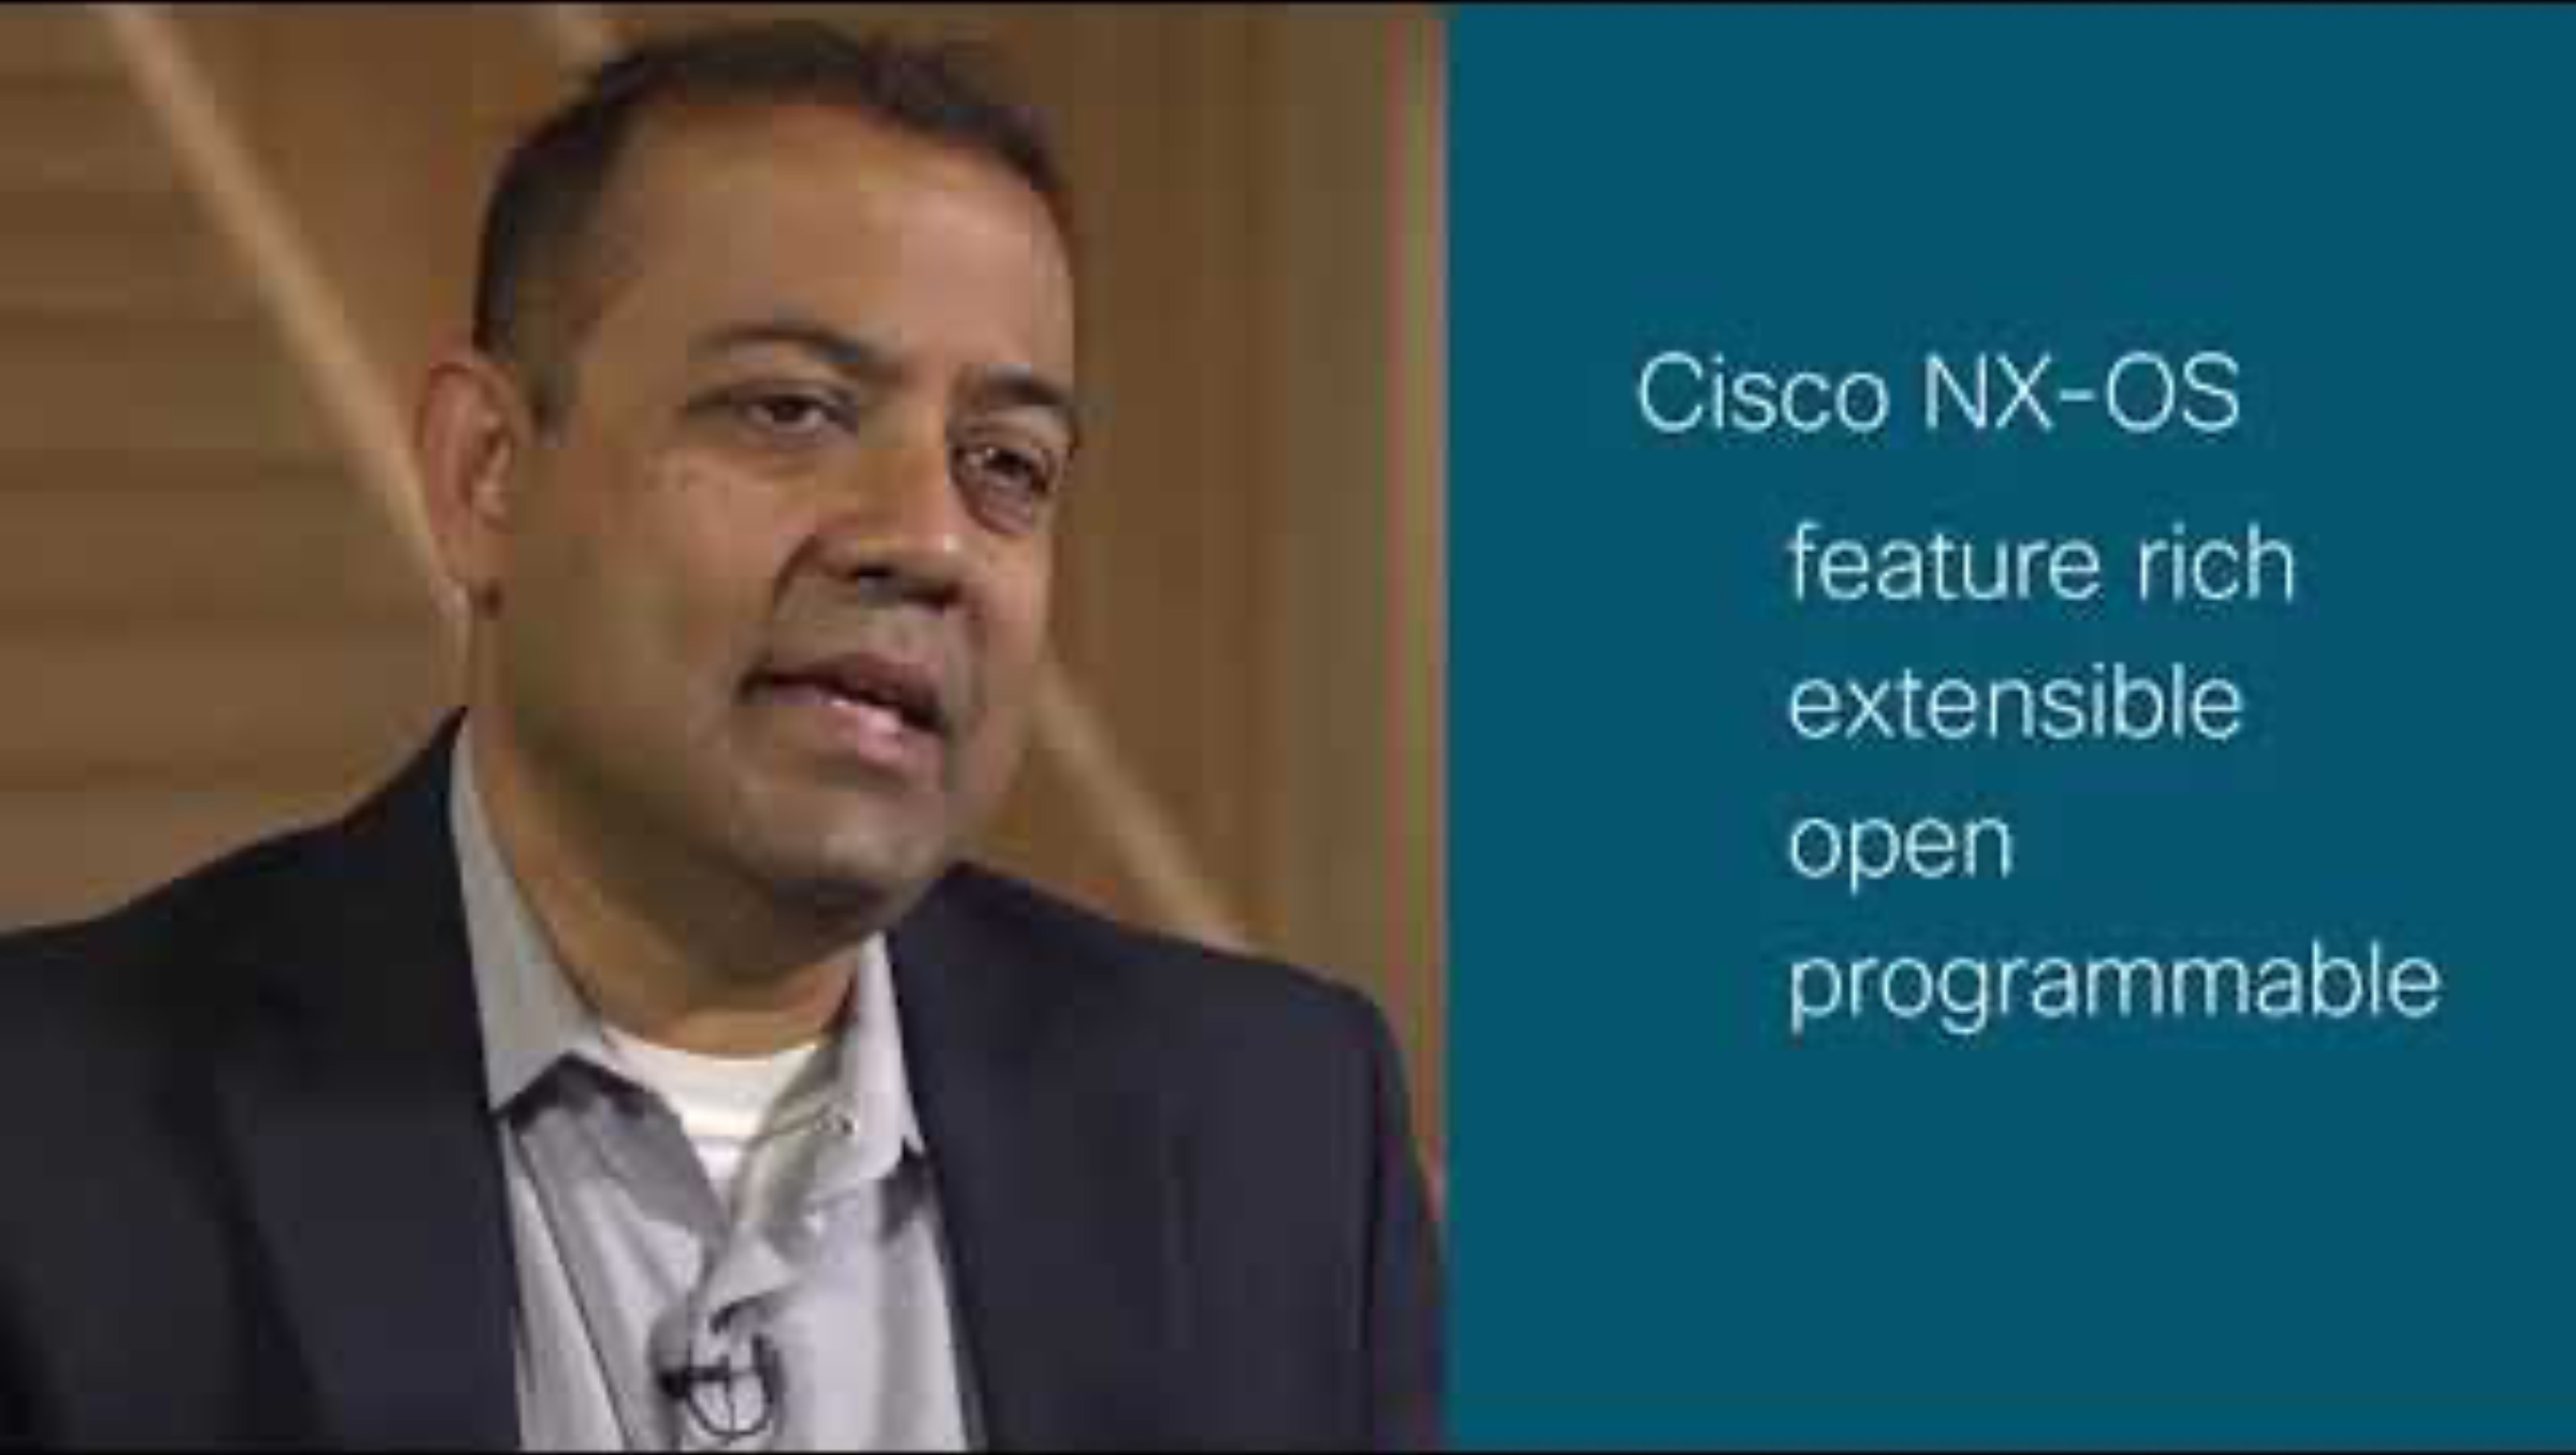 Cisco NX-OS
feature rich
extensible
open
programmable